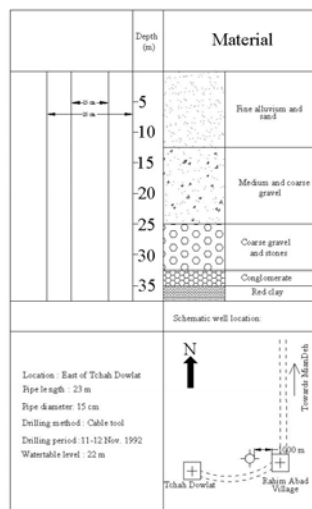 Depth
(m)
Material
5
10
15
20
25
30
35
Fine alluvium and
sand
Medium and coarse
gravel
Coarse gravel
and stones
Conglomerate
Red clay
Schematic well location:
Location : East of Tchah Dowlat
Pipe length : 23 m
Pipe diameter: 15 cm
Drilling method : Cable tool
Drilling period : 11-12 Nov. 1992
Watertable level : 22 m
N
Towards MianDeh
Tchah Dowlat
Rahim Abad
Village